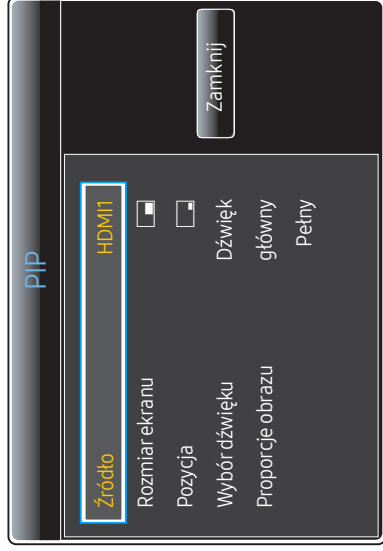 PIP
Źródło HDMI1
Rozmiar ekranu
Pozycja
Wybór dźwięku Dźwięk
Proporcje obrazu główny
Pełny
Zamknij